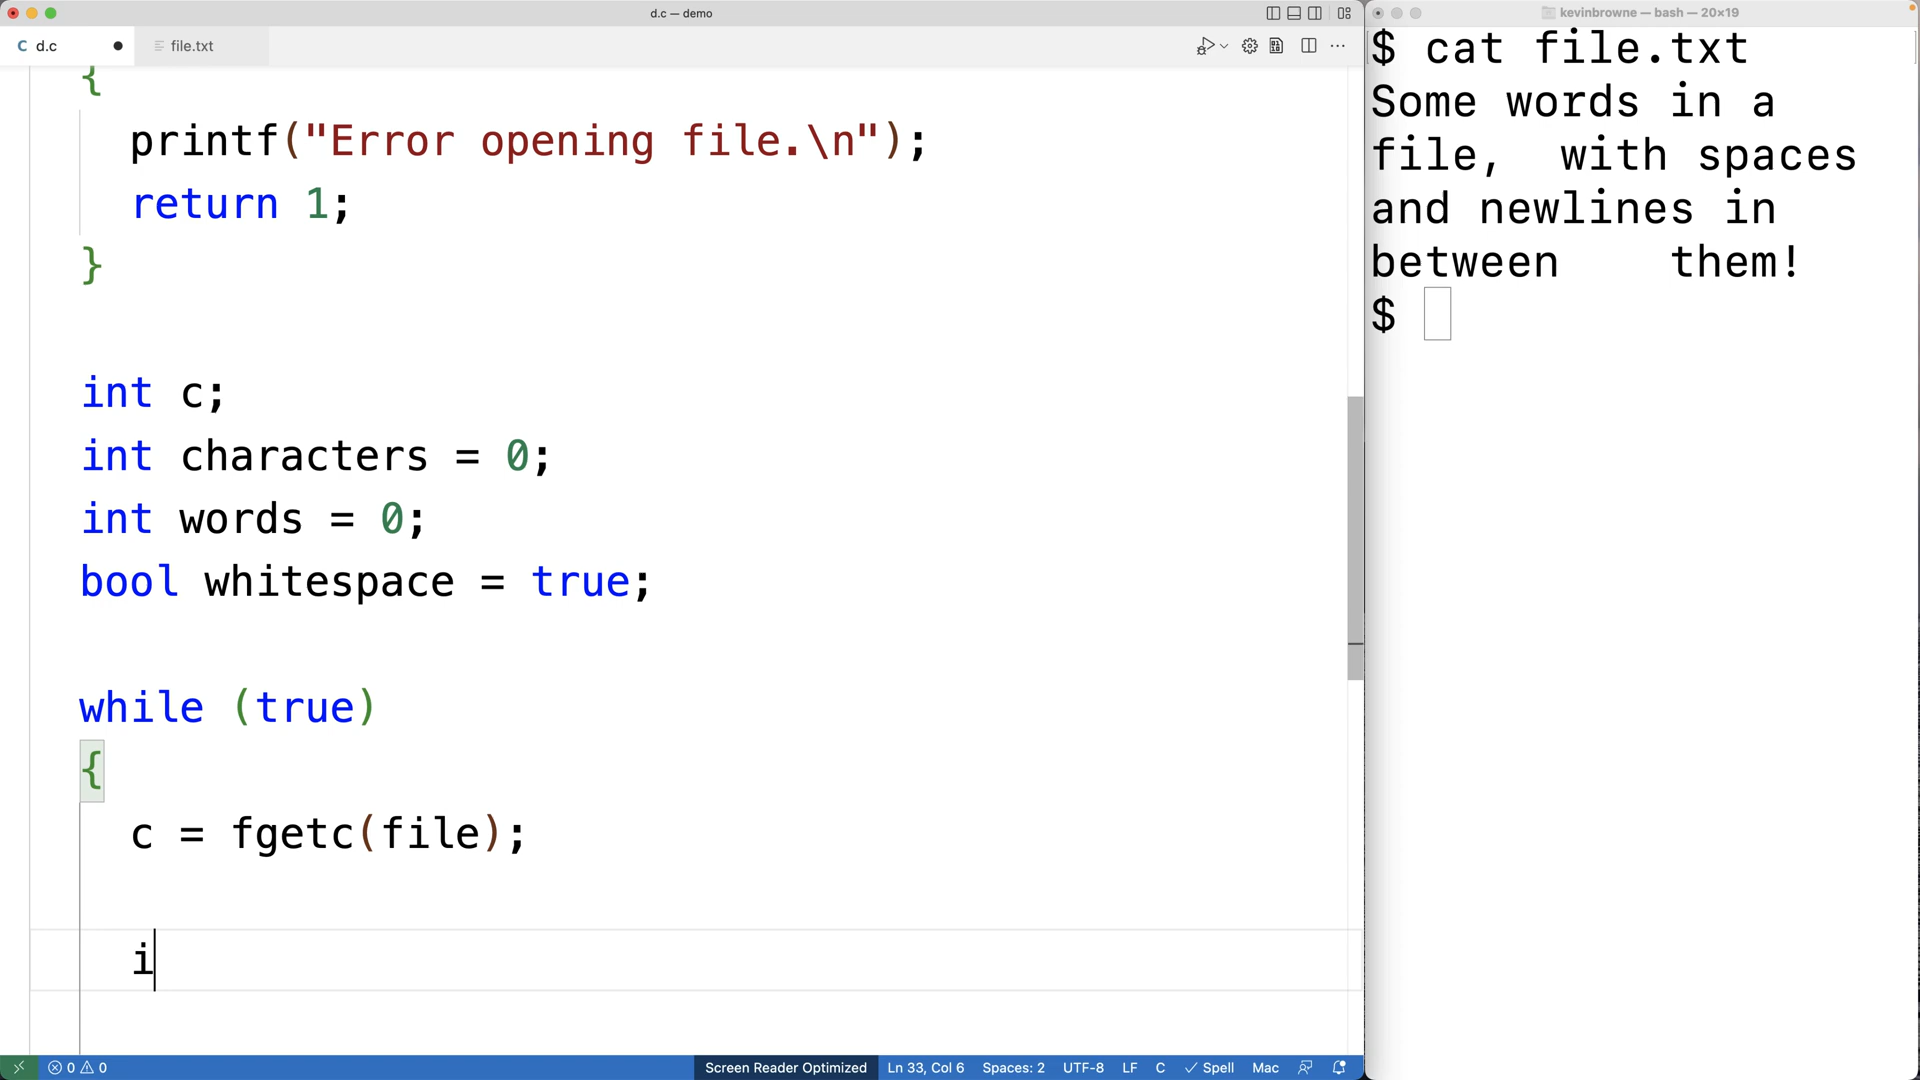 d.c — demo
C d.c
file.txt
{
printf("Error opening file.\n");
return 1;
}
int c;
int characters = 0;
int words = 0;
bool whitespace = true;
while (true)
{
c = fgetc(file);
i
0 0
Screen Reader Optimized
Ln 33, Col 6
Spaces: 2
UTF-8
LF
C
Spell
Mac
kevinbrowne — bash — 20×19
$ cat file.txt
Some words in a
file,  with spaces
and newlines in
between    them!
$